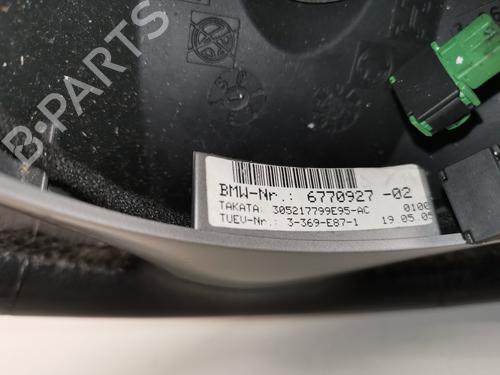 B-PARTS
BMW-Nr.: 6770927 -02
TAKATA: 305217799E95-AC 0100
TUEV-Nr.: 3-369-E87-1 19.05.05